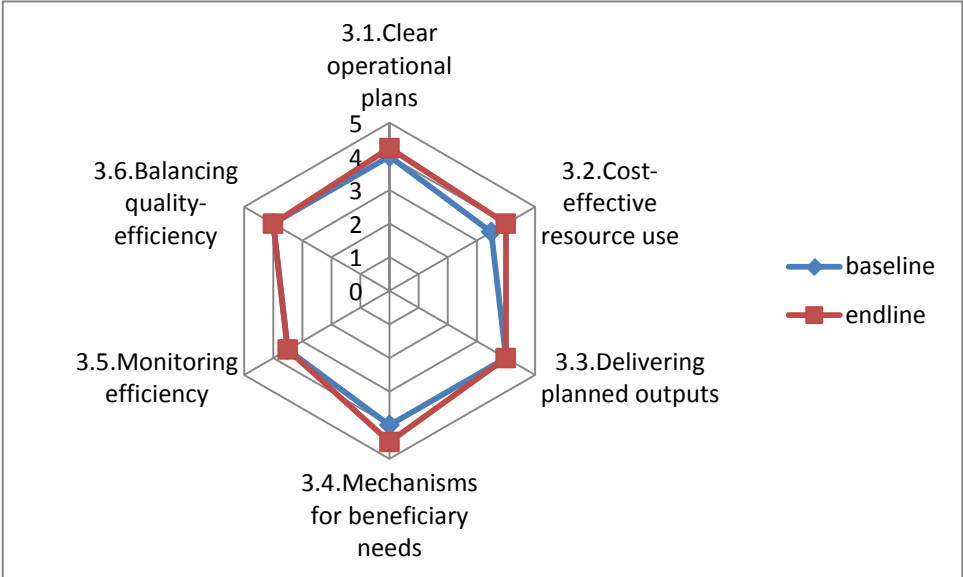 3.1.Clear
operational
plans
5
4
3
2
1
0
3.2.Cost-
effective
resource use
3.3.Delivering
planned outputs
3.4.Mechanisms
for beneficiary
needs
3.5.Monitoring
efficiency
3.6.Balancing
quality-
efficiency
baseline
endline